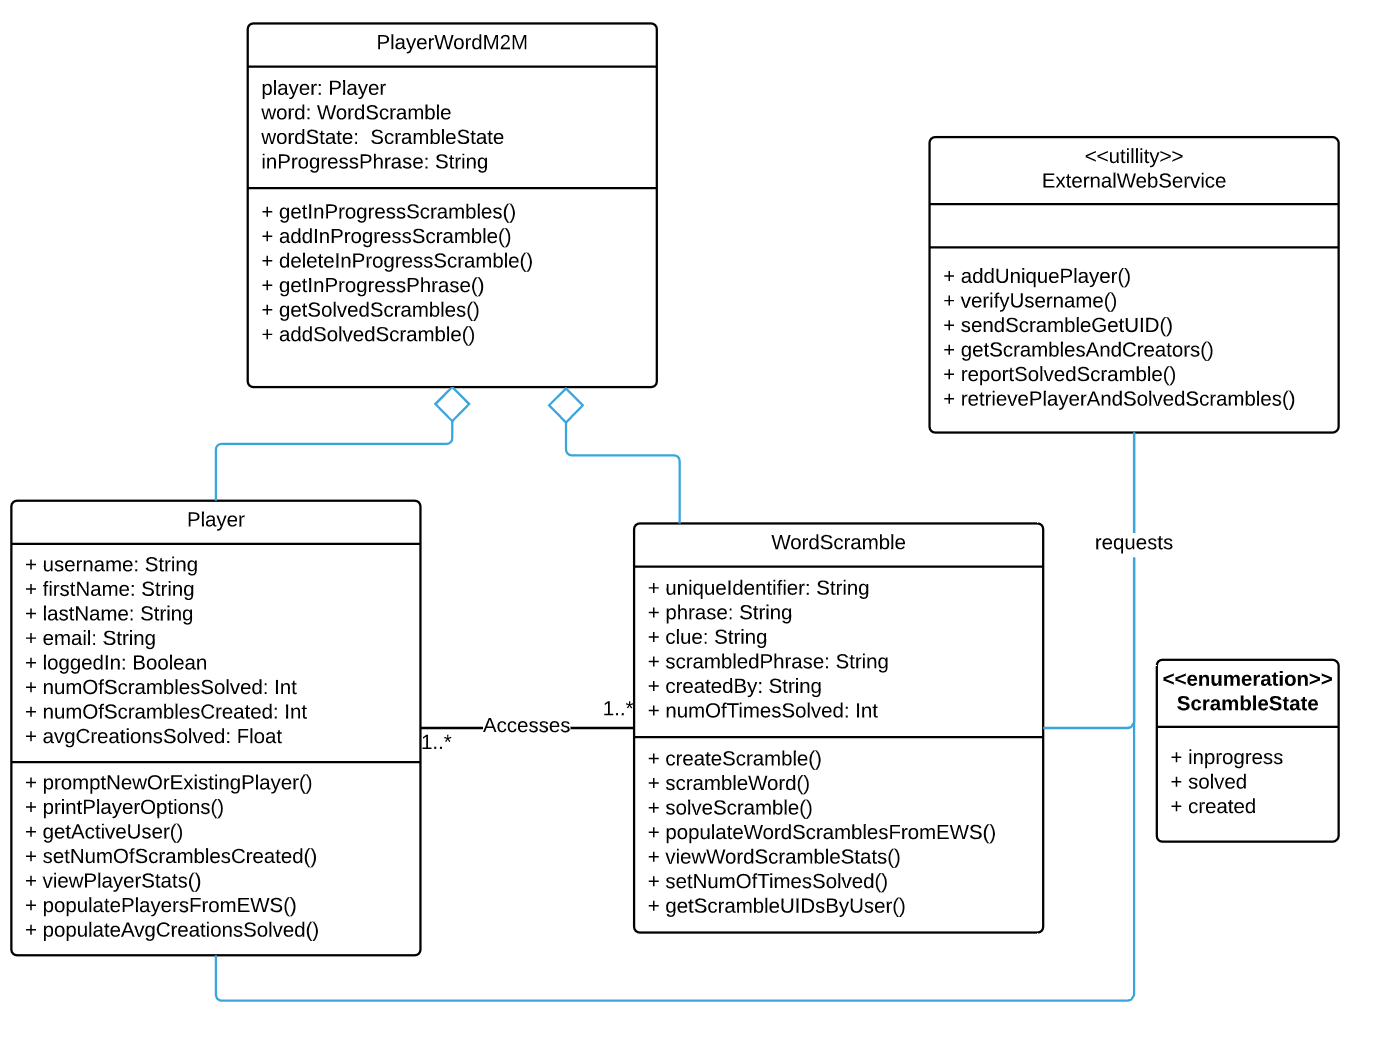 PlayerWordM2M
player: Player
word: WordScramble
wordState:  ScrambleState
inProgressPhrase: String
+ getInProgressScrambles()
+ addInProgressScramble()
+ deleteInProgressScramble()
+ getInProgressPhrase()
+ getSolvedScrambles()
+ addSolvedScramble()
<<utillity>>
ExternalWebService
+ addUniquePlayer()
+ verifyUsername()
+ sendScrambleGetUID()
+ getScramblesAndCreators()
+ reportSolvedScramble()
+ retrievePlayerAndSolvedScrambles()
Player
+ username: String
+ firstName: String
+ lastName: String
+ email: String
+ loggedIn: Boolean
+ numOfScramblesSolved: Int
+ numOfScramblesCreated: Int
+ avgCreationsSolved: Float
+ promptNewOrExistingPlayer()
+ printPlayerOptions()
+ getActiveUser()
+ setNumOfScramblesCreated()
+ viewPlayerStats()
+ populatePlayersFromEWS()
+ populateAvgCreationsSolved()
1..*
Accesses
1..*
WordScramble
+ uniqueIdentifier: String
+ phrase: String
+ clue: String
+ scrambledPhrase: String
+ createdBy: String
+ numOfTimesSolved: Int
+ createScramble()
+ scrambleWord()
+ solveScramble()
+ populateWordScramblesFromEWS()
+ viewWordScrambleStats()
+ setNumOfTimesSolved()
+ getScrambleUIDsByUser()
requests
<<enumeration>>
ScrambleState
+ inprogress
+ solved
+ created